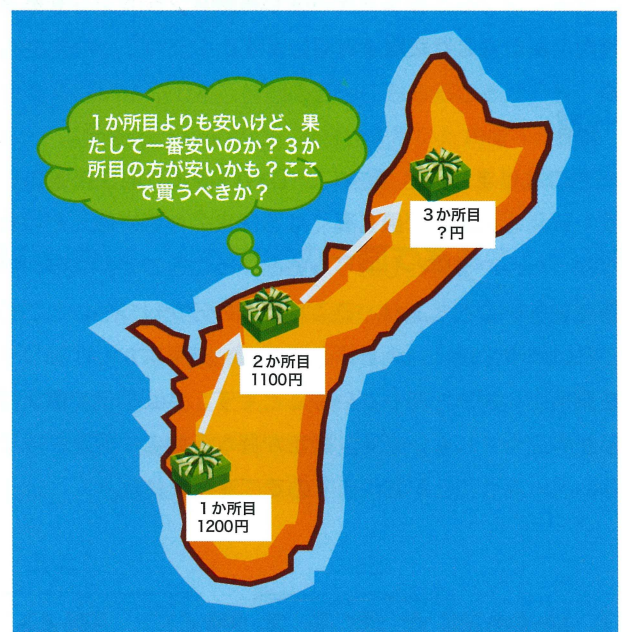 １か所目よりも安いけど、果
たして一番安いのか？３か
所目の方が安いかも？ここ
で買うべきか？
３か所目
？円
２か所目
1100円
１か所目
1200円